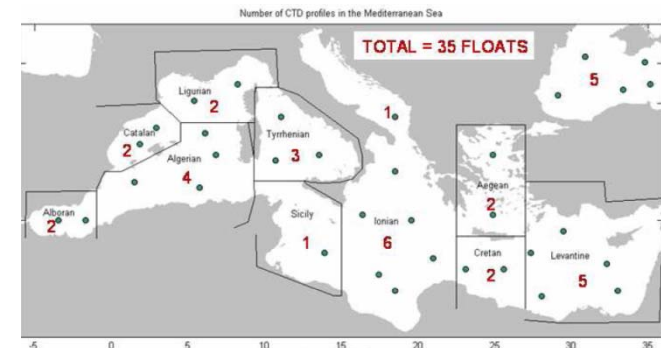 Number of CTD profiles in the Mediterranean Sea
TOTAL = 35 FLOATS
5
Ligurian
2
1
Catalan
2
Tyrrhenian
3
Algerian
4
Aegean
2
Alboran
2
Sicily
1
Ionian
6
Cretan
2
Levantine
5
-5
0
5
10
15
20
25
30
35